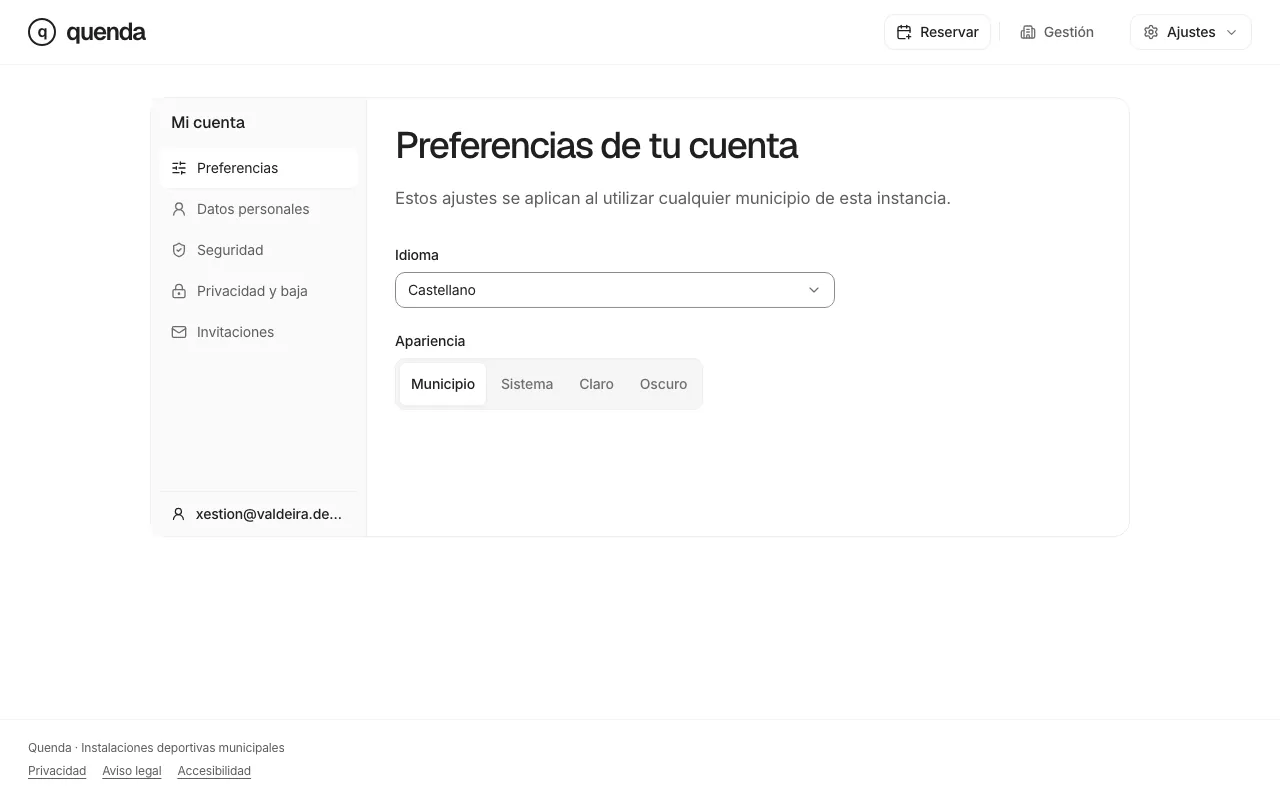 q quenda
Reservar
Gestión
Ajustes
Mi cuenta
Preferencias
Datos personales
Seguridad
Privacidad y baja
Invitaciones
xestion@valdeira.de...
Preferencias de tu cuenta
Estos ajustes se aplican al utilizar cualquier municipio de esta instancia.
Idioma
Castellano
Apariencia
Municipio Sistema Claro Oscuro
Quenda · Instalaciones deportivas municipales
Privacidad Aviso legal Accesibilidad